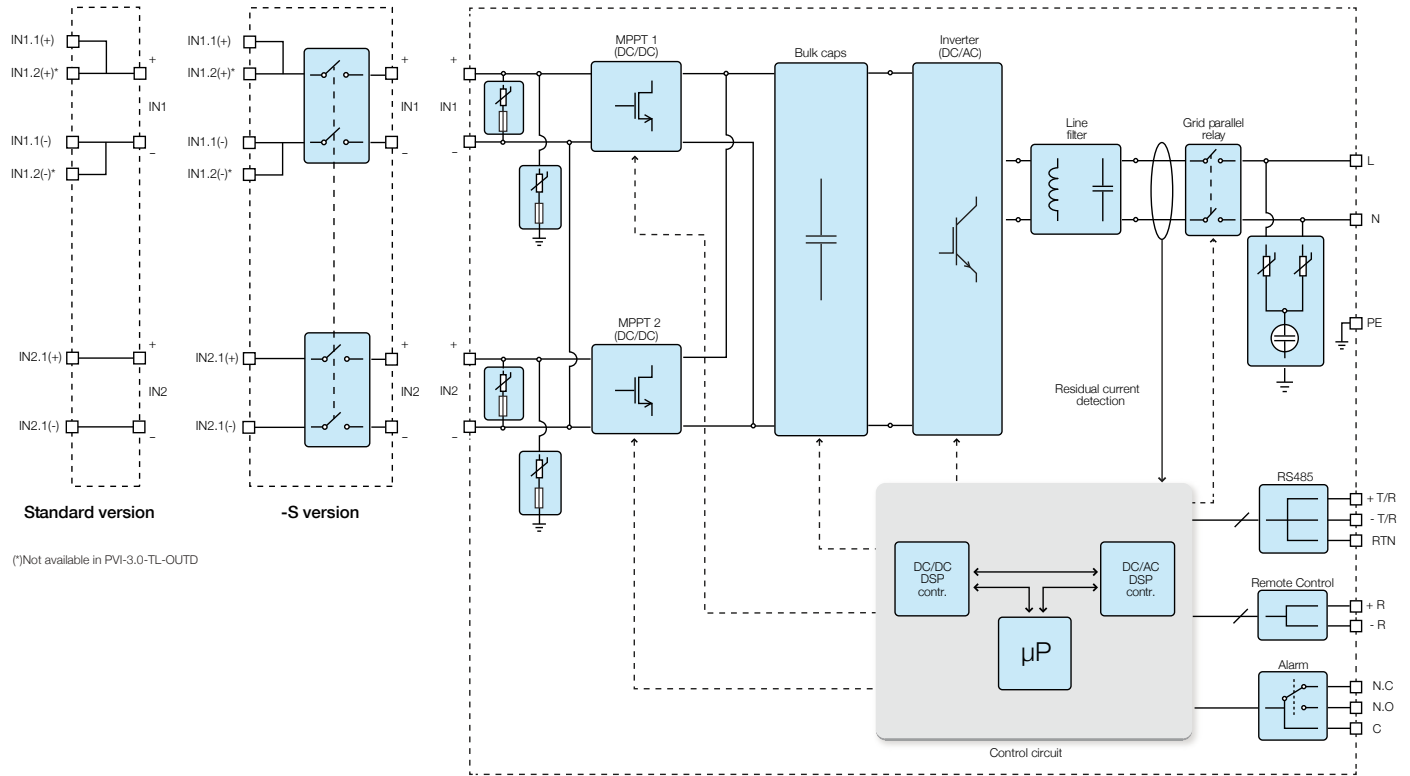 IN1.1(+)
IN1.2(+)*
+
IN1
IN1.1(-)
−
IN1.2(-)*
IN2.1(+)
+
IN2
IN2.1(-)
−
Standard version
(*)Not available in PVI-3.0-TL-OUTD
IN1.1(+)
IN1.2(+)*
+
IN1
IN1.1(-)
−
IN1.2(-)*
IN2.1(+)
+
IN2
IN2.1(-)
−
-S version
+
IN1
−
+
IN2
−
MPPT 1
(DC/DC)
MPPT 2
(DC/DC)
Bulk caps
Inverter
(DC/AC)
Line
filter
Grid parallel
relay
L
N
PE
Residual current
detection
DC/DC
DSP
contr.
DC/AC
DSP
contr.
µP
Control circuit
RS485
+ T/R
- T/R
RTN
Remote Control
+ R
- R
Alarm
N.C
N.O
C